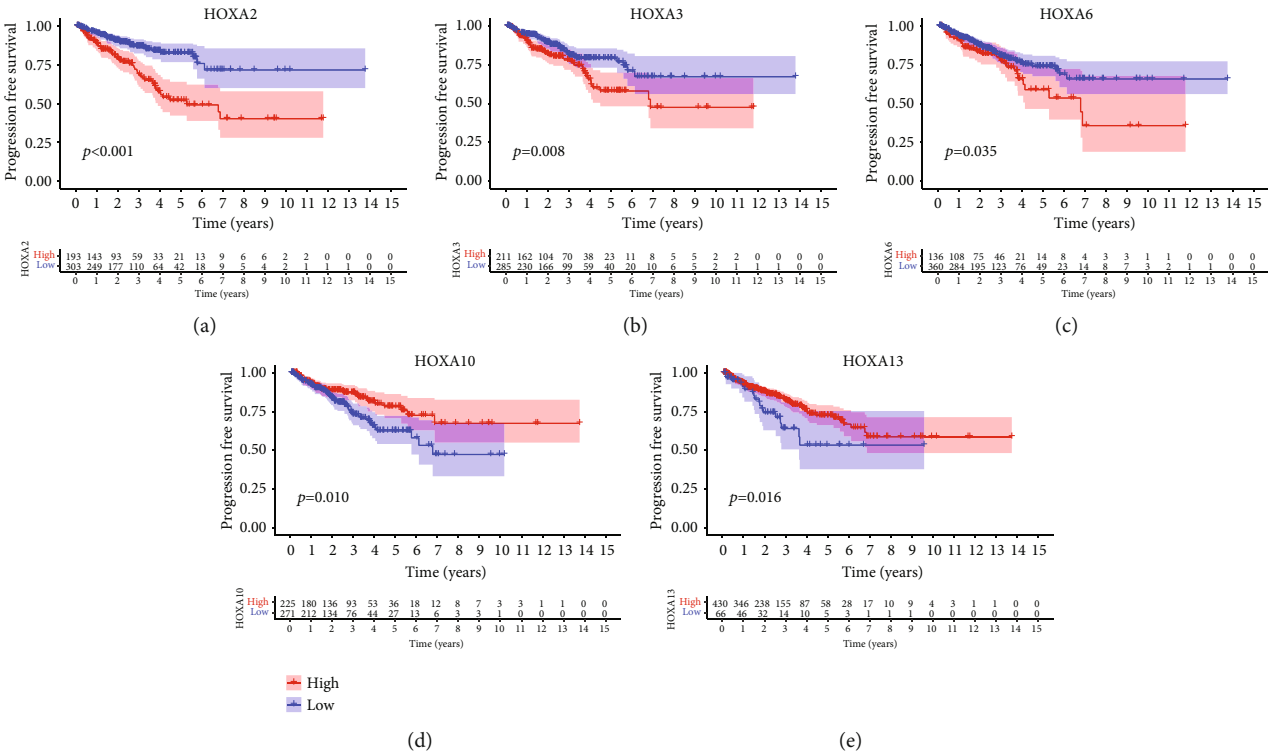 HOXA2
Progression free survival
1.00
0.75
0.50
0.25
0.00
p<0.001
0 1 2 3 4 5 6 7 8 9 10 11 12 13 14 15
Time (years)
HOXA2
High 193 143 93 59 33 21 13 9 6 6 2 2 0 0 0 0
Low 303 249 177 110 64 42 18 9 5 4 2 1 1 1 0 0
0 1 2 3 4 5 6 7 8 9 10 11 12 13 14 15
Time (years)
(a)
HOXA3
Progression free survival
1.00
0.75
0.50
0.25
0.00
p=0.008
0 1 2 3 4 5 6 7 8 9 10 11 12 13 14 15
Time (years)
HOXA3
High 211 162 104 70 38 23 11 8 5 5 2 2 0 0 0 0
Low 285 230 166 99 59 40 20 10 6 5 2 1 1 1 0 0
0 1 2 3 4 5 6 7 8 9 10 11 12 13 14 15
Time (years)
(b)
HOXA6
Progression free survival
1.00
0.75
0.50
0.25
0.00
p=0.035
0 1 2 3 4 5 6 7 8 9 10 11 12 13 14 15
Time (years)
HOXA6
High 136 108 75 46 21 14 8 4 3 3 1 1 0 0 0 0
Low 360 284 195 123 76 49 23 14 8 7 3 2 1 1 0 0
0 1 2 3 4 5 6 7 8 9 10 11 12 13 14 15
Time (years)
(c)
HOXA10
Progression free survival
1.00
0.75
0.50
0.25
0.00
p=0.010
0 1 2 3 4 5 6 7 8 9 10 11 12 13 14 15
Time (years)
HOXA10
High 225 180 136 93 53 36 18 12 8 7 3 3 1 1 0 0
Low 271 212 134 76 44 27 13 6 3 3 1 0 0 0 0 0
0 1 2 3 4 5 6 7 8 9 10 11 12 13 14 15
Time (years)
High
Low
(d)
HOXA13
Progression free survival
1.00
0.75
0.50
0.25
0.00
p=0.016
0 1 2 3 4 5 6 7 8 9 10 11 12 13 14 15
Time (years)
HOXA13
High 430 346 238 155 87 58 28 17 10 9 4 3 1 1 0 0
Low 66 46 32 14 10 5 3 1 1 1 0 0 0 0 0 0
0 1 2 3 4 5 6 7 8 9 10 11 12 13 14 15
Time (years)
(e)